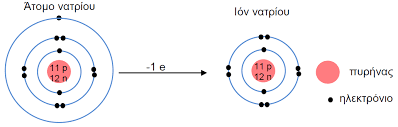 Άτομο νατρίου
Ιόν νατρίου
11 p
12 n
-1 e
11 p
12 n
πυρήνας
ηλεκτρόνιο